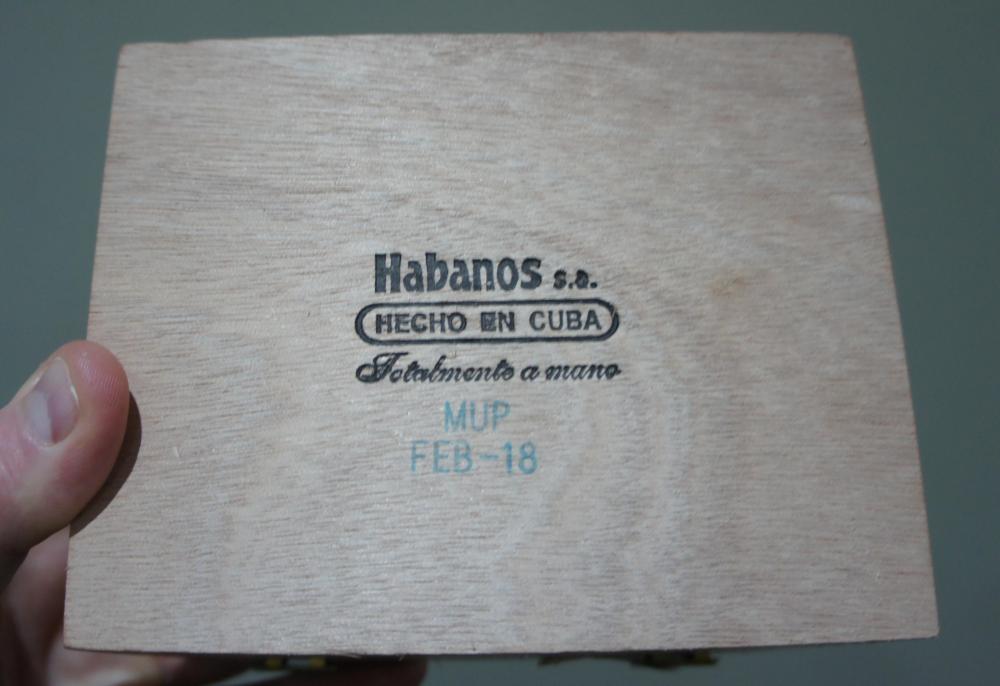 Habanos s.a.
HECHO EN CUBA
Totalmente a mano
MUP
FEB-18